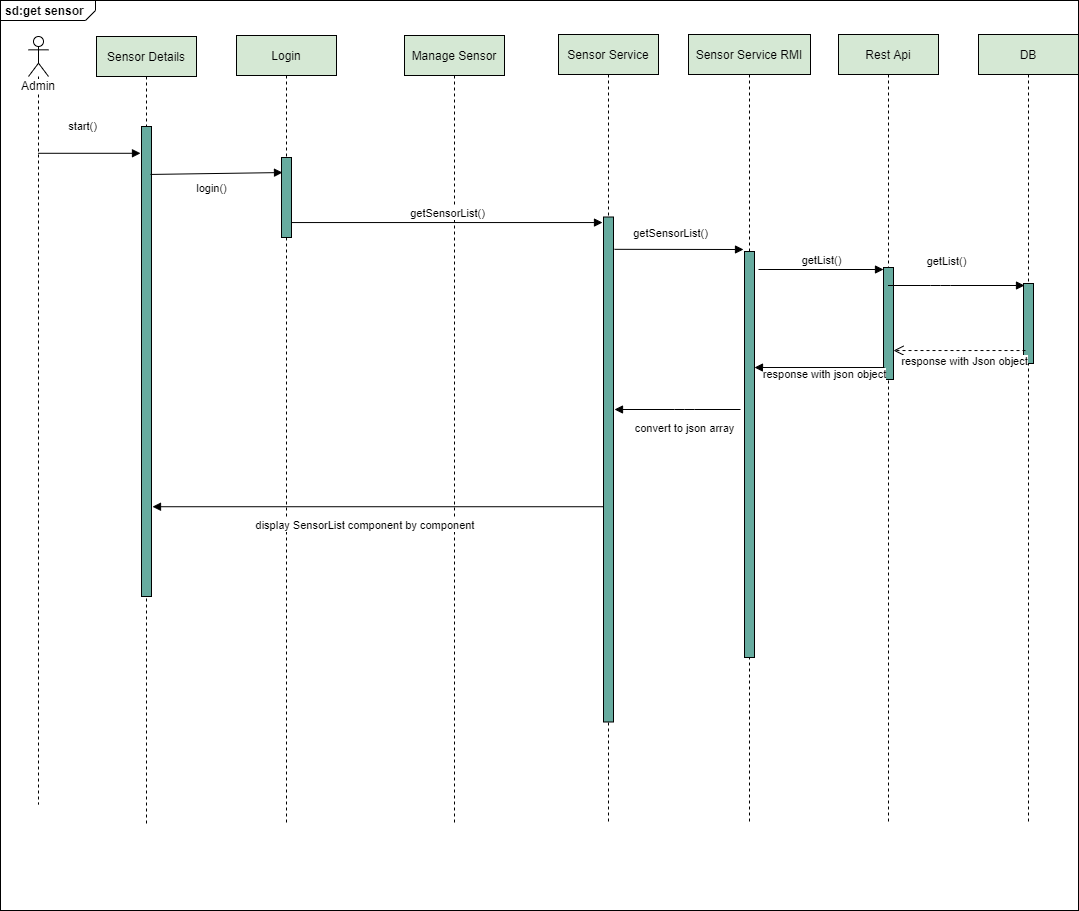 sd:get sensor
Admin
Sensor Details
Login
Manage Sensor
Sensor Service
Sensor Service RMI
Rest Api
DB
start()
login()
getSensorList()
getSensorList()
getList()
getList()
response with Json object
response with json object
convert to json array
display SensorList component by component